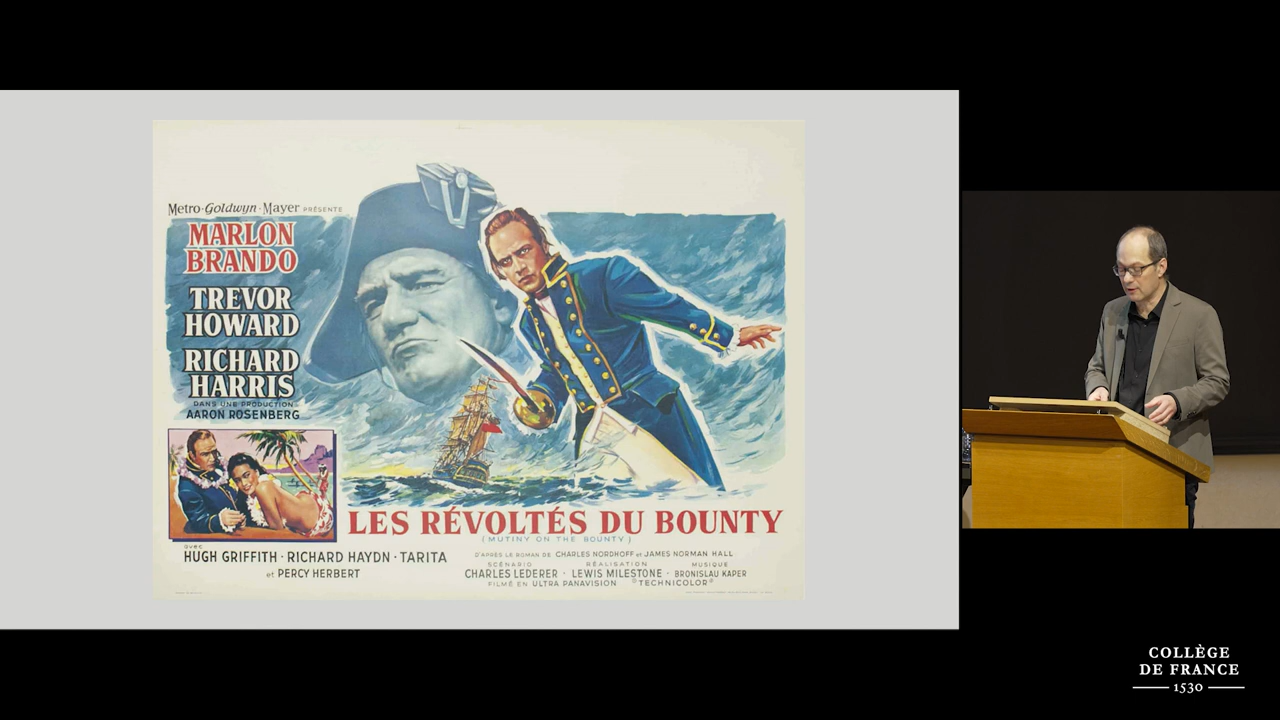 Metro-Goldwyn-Mayer PRÉSENTE
MARLON
BRANDO
TREVOR
HOWARD
RICHARD
HARRIS
DANS UNE PRODUCTION
AARON ROSENBERG
LES RÉVOLTÉS DU BOUNTY
(MUTINY ON THE BOUNTY)
avec
HUGH GRIFFITH · RICHARD HAYDN · TARITA
et PERCY HERBERT
D'APRÈS LE ROMAN DE CHARLES NORDHOFF et JAMES NORMAN HALL
SCÉNARIO RÉALISATION MUSIQUE
CHARLES LEDERER · LEWIS MILESTONE · BRONISLAU KAPER
FILMÉ EN ULTRA PANAVISION TECHNICOLOR
COLLÈGE
DE FRANCE
1530